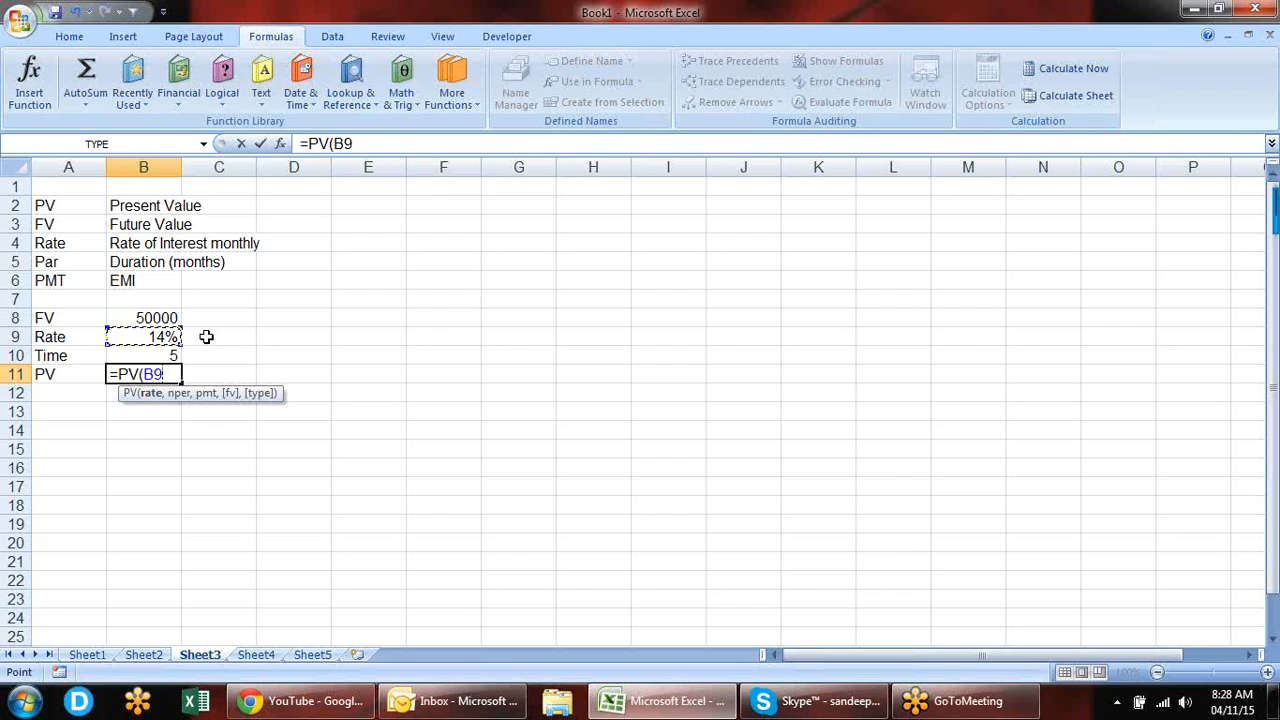 Book1 - Microsoft Excel
Home Insert Page Layout Formulas Data Review View Developer
fx Insert Function
Σ AutoSum
Recently Used
Financial
Logical
Text
Date & Time
Lookup & Reference
Math & Trig
More Functions
Function Library
Name Manager
Define Name
Use in Formula
Create from Selection
Defined Names
Trace Precedents
Trace Dependents
Remove Arrows
Show Formulas
Error Checking
Evaluate Formula
Formula Auditing
Watch Window
Calculation Options
Calculate Now
Calculate Sheet
Calculation
TYPE fx =PV(B9
A B C D E F G H I J K L M N O P
1
2 PV Present Value
3 FV Future Value
4 Rate Rate of Interest monthly
5 Par Duration (months)
6 PMT EMI
7
8 FV 50000
9 Rate 14%
10 Time 5
11 PV =PV(B9
12 PV(rate, nper, pmt, [fv], [type])
13
14
15
16
17
18
19
20
21
22
23
24
25
Sheet1 Sheet2 Sheet3 Sheet4 Sheet5
Point 100%
YouTube - Googl... Inbox - Microsoft ... Microsoft Excel - ... Skype™ - sandeep... GoToMeeting
8:28 AM
04/11/15